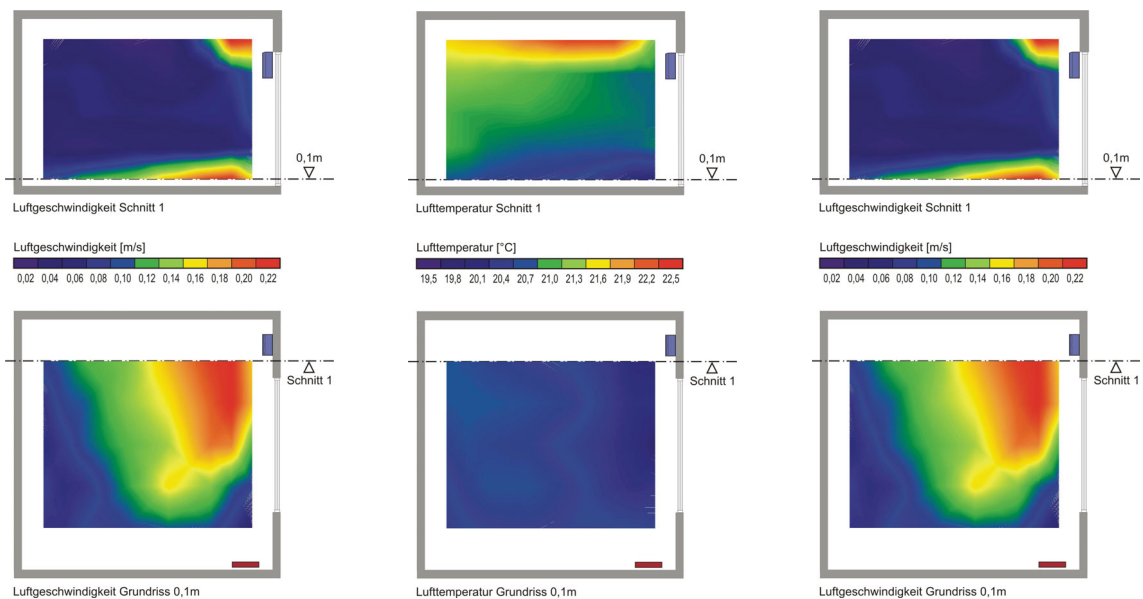 0,1m
Luftgeschwindigkeit Schnitt 1
0,1m
Lufttemperatur Schnitt 1
0,1m
Luftgeschwindigkeit Schnitt 1
Luftgeschwindigkeit [m/s]
0,02 0,04 0,06 0,08 0,10 0,12 0,14 0,16 0,18 0,20 0,22
Lufttemperatur [°C]
19,5 19,8 20,1 20,4 20,7 21,0 21,3 21,6 21,9 22,2 22,5
Luftgeschwindigkeit [m/s]
0,02 0,04 0,06 0,08 0,10 0,12 0,14 0,16 0,18 0,20 0,22
Schnitt 1
Luftgeschwindigkeit Grundriss 0,1m
Schnitt 1
Lufttemperatur Grundriss 0,1m
Schnitt 1
Luftgeschwindigkeit Grundriss 0,1m